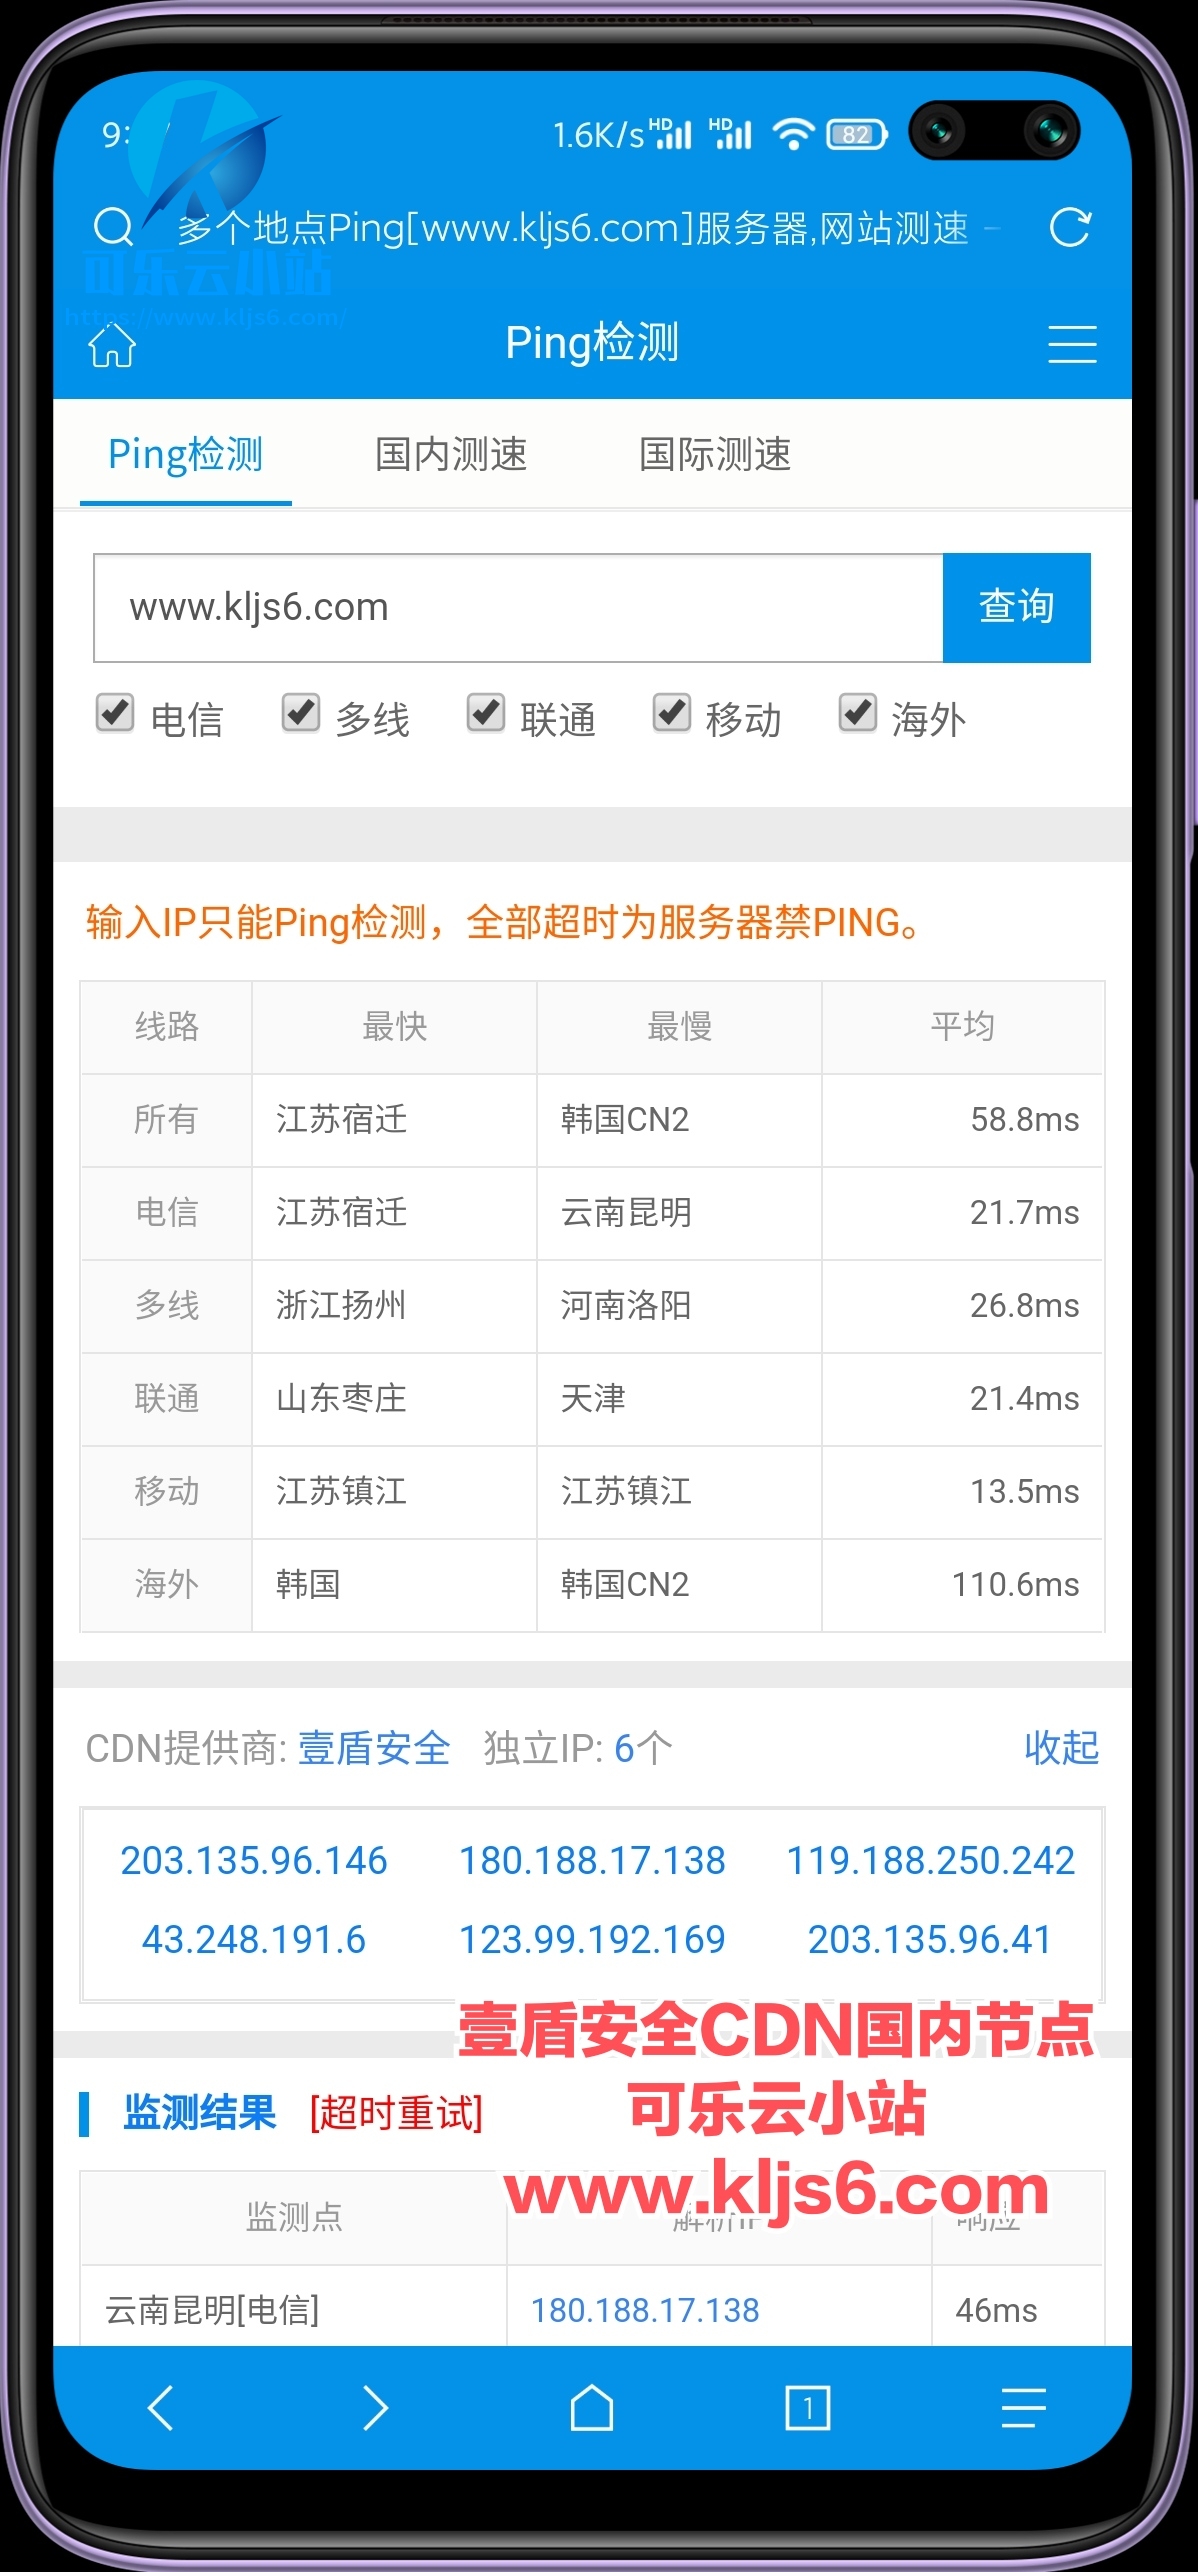 1.6K/s HD HD 82
多个地点Ping[www.kljs6.com]服务器,网站测速 -
可乐云小站
https://www.kljs6.com/
Ping检测
Ping检测 国内测速 国际测速
www.kljs6.com 查询
电信 多线 联通 移动 海外
输入IP只能Ping检测，全部超时为服务器禁PING。
线路 最快 最慢 平均
所有 江苏宿迁 韩国CN2 58.8ms
电信 江苏宿迁 云南昆明 21.7ms
多线 浙江扬州 河南洛阳 26.8ms
联通 山东枣庄 天津 21.4ms
移动 江苏镇江 江苏镇江 13.5ms
海外 韩国 韩国CN2 110.6ms
CDN提供商: 壹盾安全 独立IP: 6个 收起
203.135.96.146 180.188.17.138 119.188.250.242
43.248.191.6 123.99.192.169 203.135.96.41
壹盾安全CDN国内节点
监测结果 [超时重试] 可乐云小站
www.kljs6.com
监测点 解析IP 响应
云南昆明[电信] 180.188.17.138 46ms
1